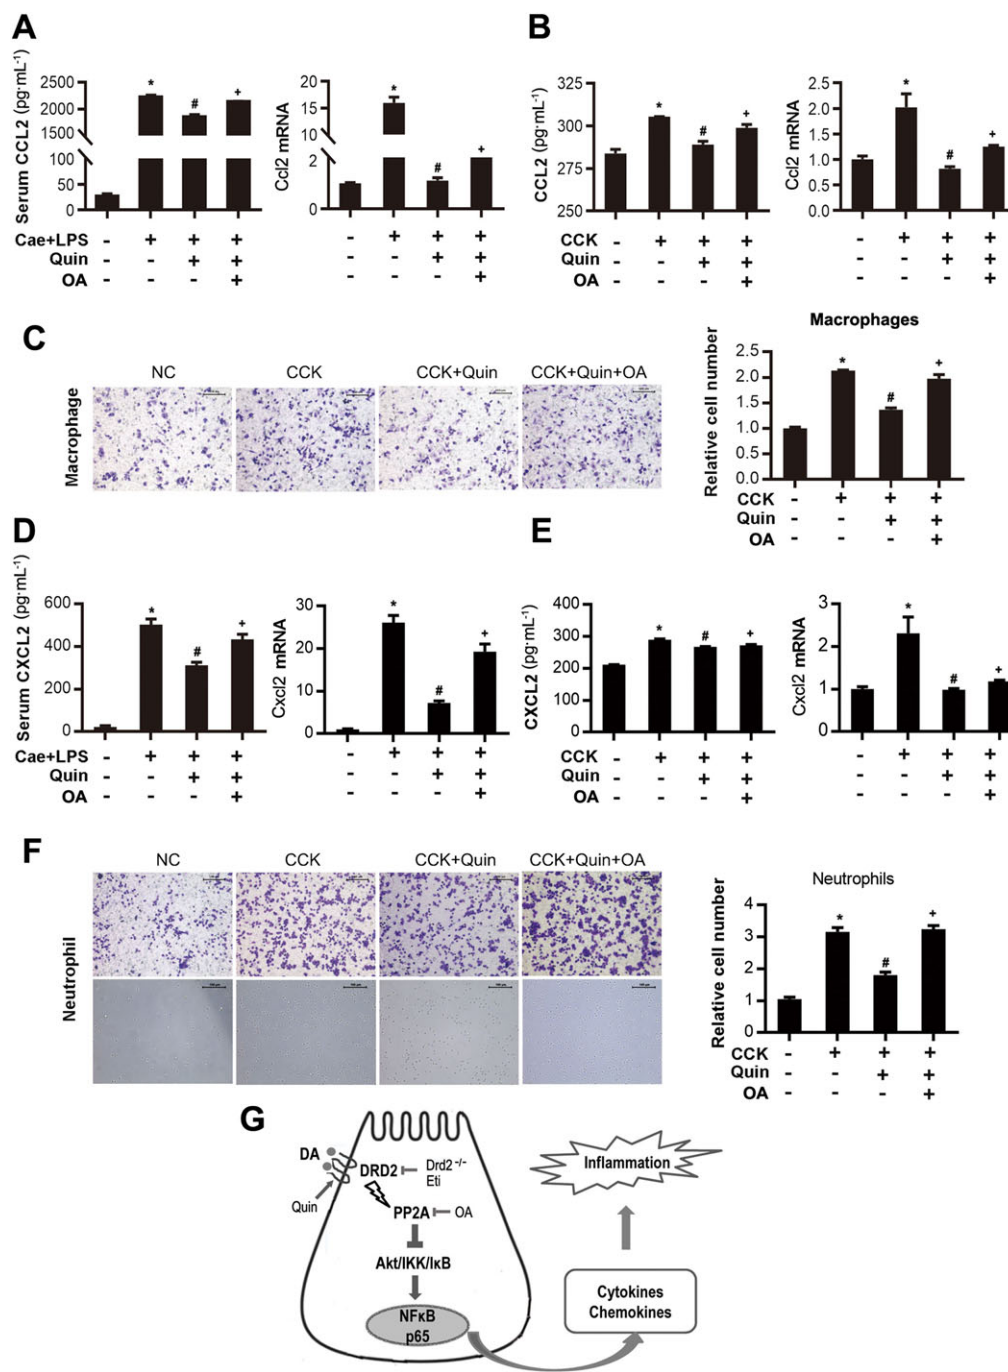 A
Serum CCL2 (pg·mL⁻¹)
2500
2000
1500
100
50
0
*
#
+
Ccl2 mRNA
20
15
10
2
1
0
*
#
+
Cae+LPS - + + +
- + + +
Quin - - + +
- - + +
OA - - - +
- - - +
B
CCL2 (pg·mL⁻¹)
325
300
275
250
*
#
+
Ccl2 mRNA
2.5
2.0
1.5
1.0
0.5
0.0
*
#
+
CCK - + + +
- + + +
Quin - - + +
- - + +
OA - - - +
- - - +
C
NC CCK CCK+Quin CCK+Quin+OA
Macrophage
Macrophages
Relative cell number
2.5
2.0
1.5
1.0
0.5
0.0
*
#
+
CCK - + + +
Quin - - + +
OA - - - +
D
Serum CXCL2 (pg·mL⁻¹)
600
400
200
0
*
#
+
Cxcl2 mRNA
30
20
10
0
*
#
+
Cae+LPS - + + +
- + + +
Quin - - + +
- - + +
OA - - - +
- - - +
E
CXCL2 (pg·mL⁻¹)
400
300
200
100
0
*
#
+
Cxcl2 mRNA
3
2
1
0
*
#
+
CCK - + + +
- + + +
Quin - - + +
- - + +
OA - - - +
- - - +
F
NC CCK CCK+Quin CCK+Quin+OA
Neutrophil
Neutrophils
Relative cell number
4
3
2
1
0
*
#
+
CCK - + + +
Quin - - + +
OA - - - +
G
DA
DRD2
Drd2⁻/⁻
Eti
Quin
PP2A
OA
Akt/IKK/IκB
NFκB
p65
Inflammation
Cytokines
Chemokines